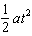 ½ at²